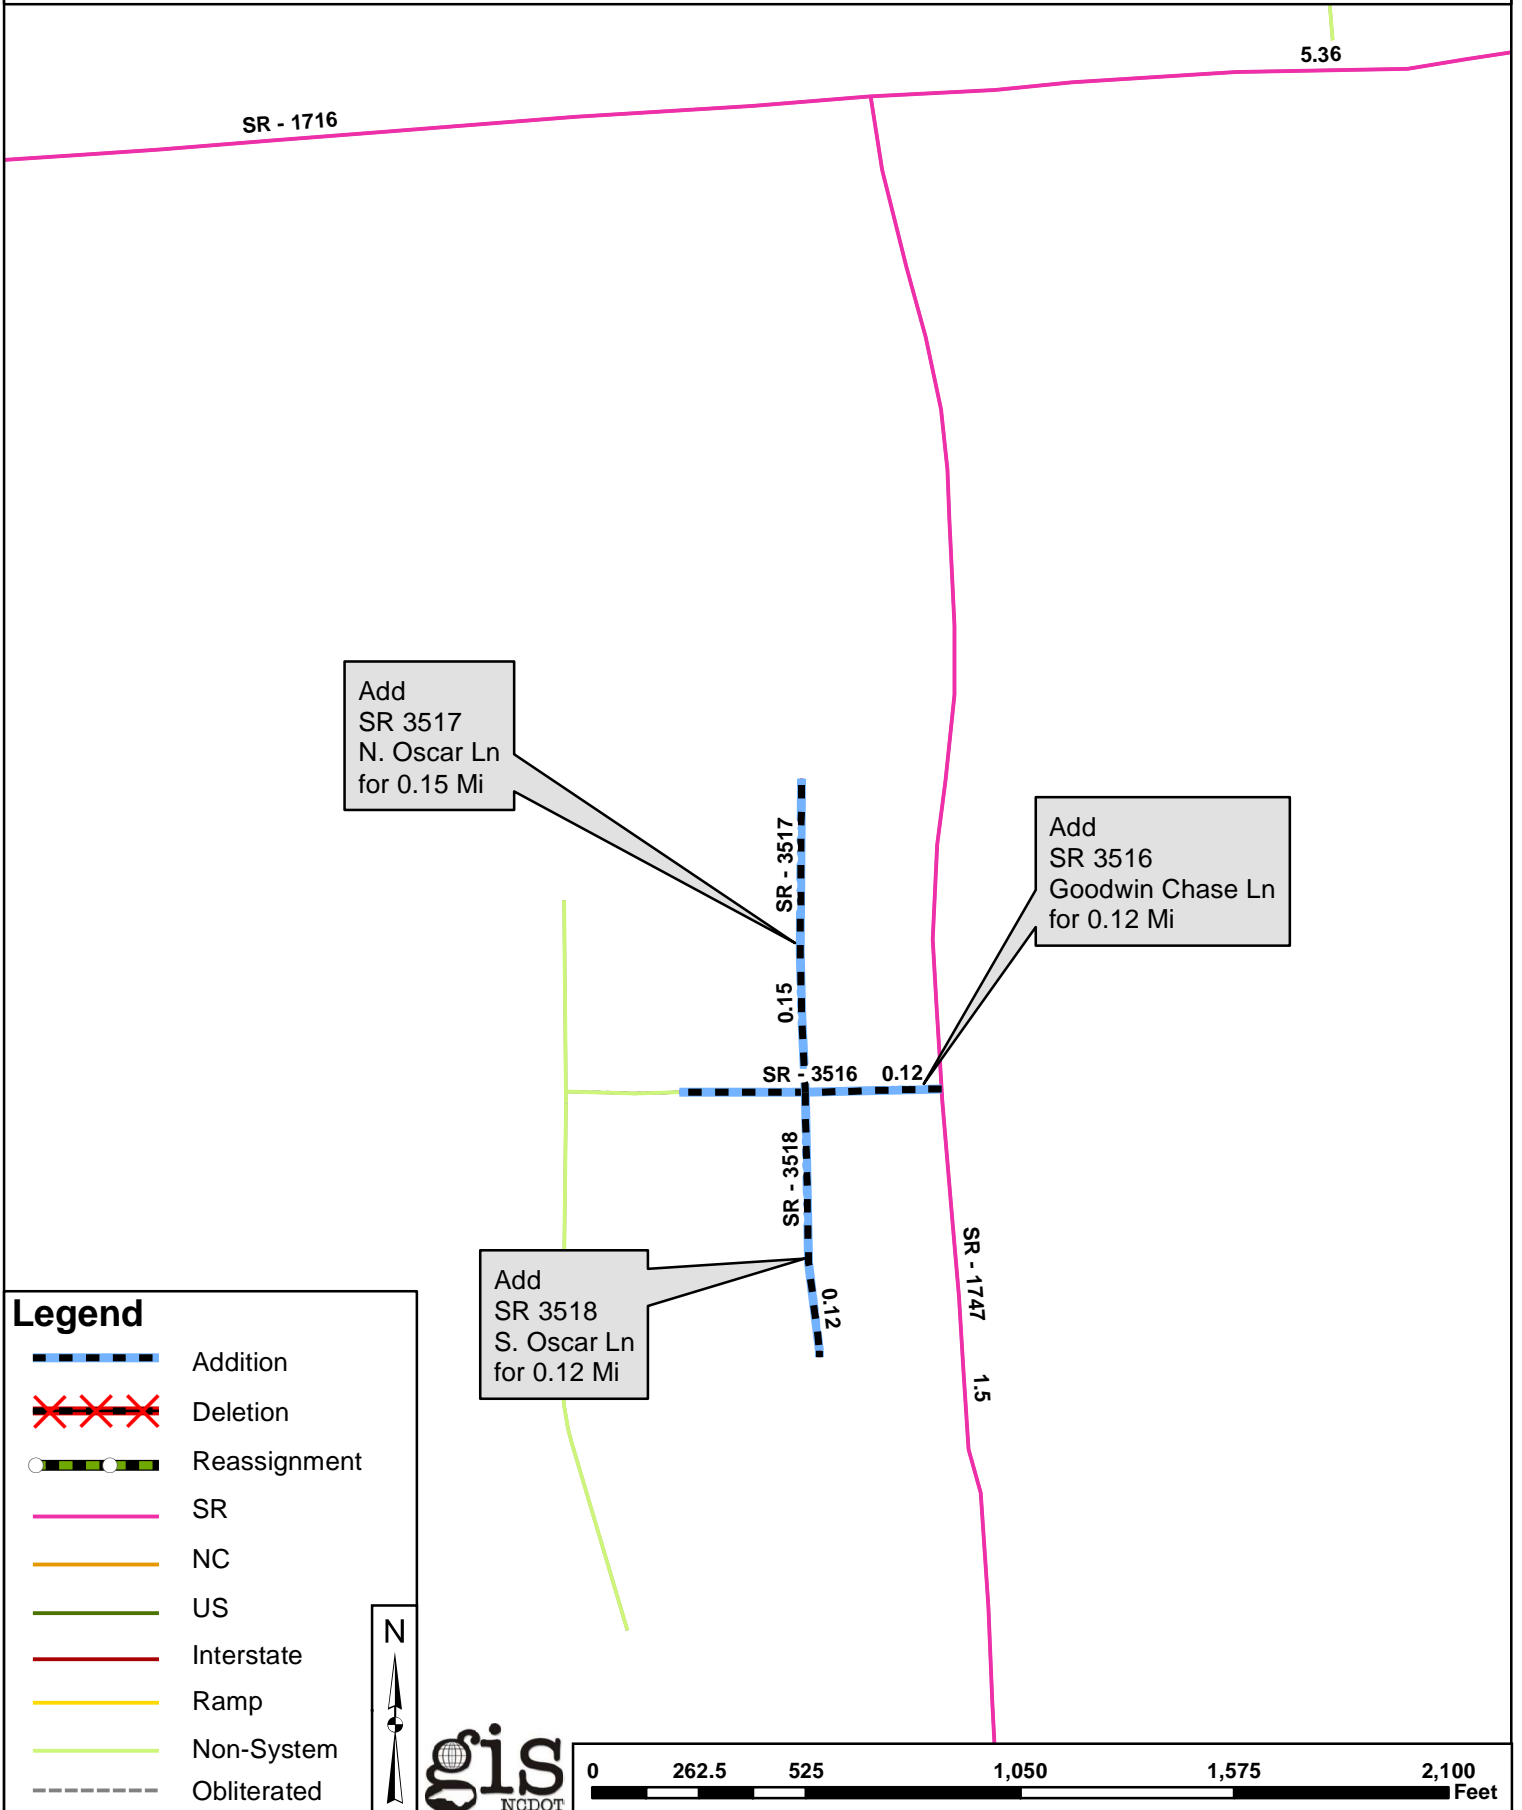 5.36
SR - 1716
Add
SR 3517
N. Oscar Ln
for 0.15 Mi
SR - 3517
0.15
Add
SR 3516
Goodwin Chase Ln
for 0.12 Mi
SR - 3516
0.12
SR - 3518
0.12
Add
SR 3518
S. Oscar Ln
for 0.12 Mi
SR - 1747
1.5
Legend
Addition
Deletion
Reassignment
SR
NC
US
Interstate
Ramp
Non-System
Obliterated
N
gis
NCDOT
0 262.5 525 1,050 1,575 2,100
Feet